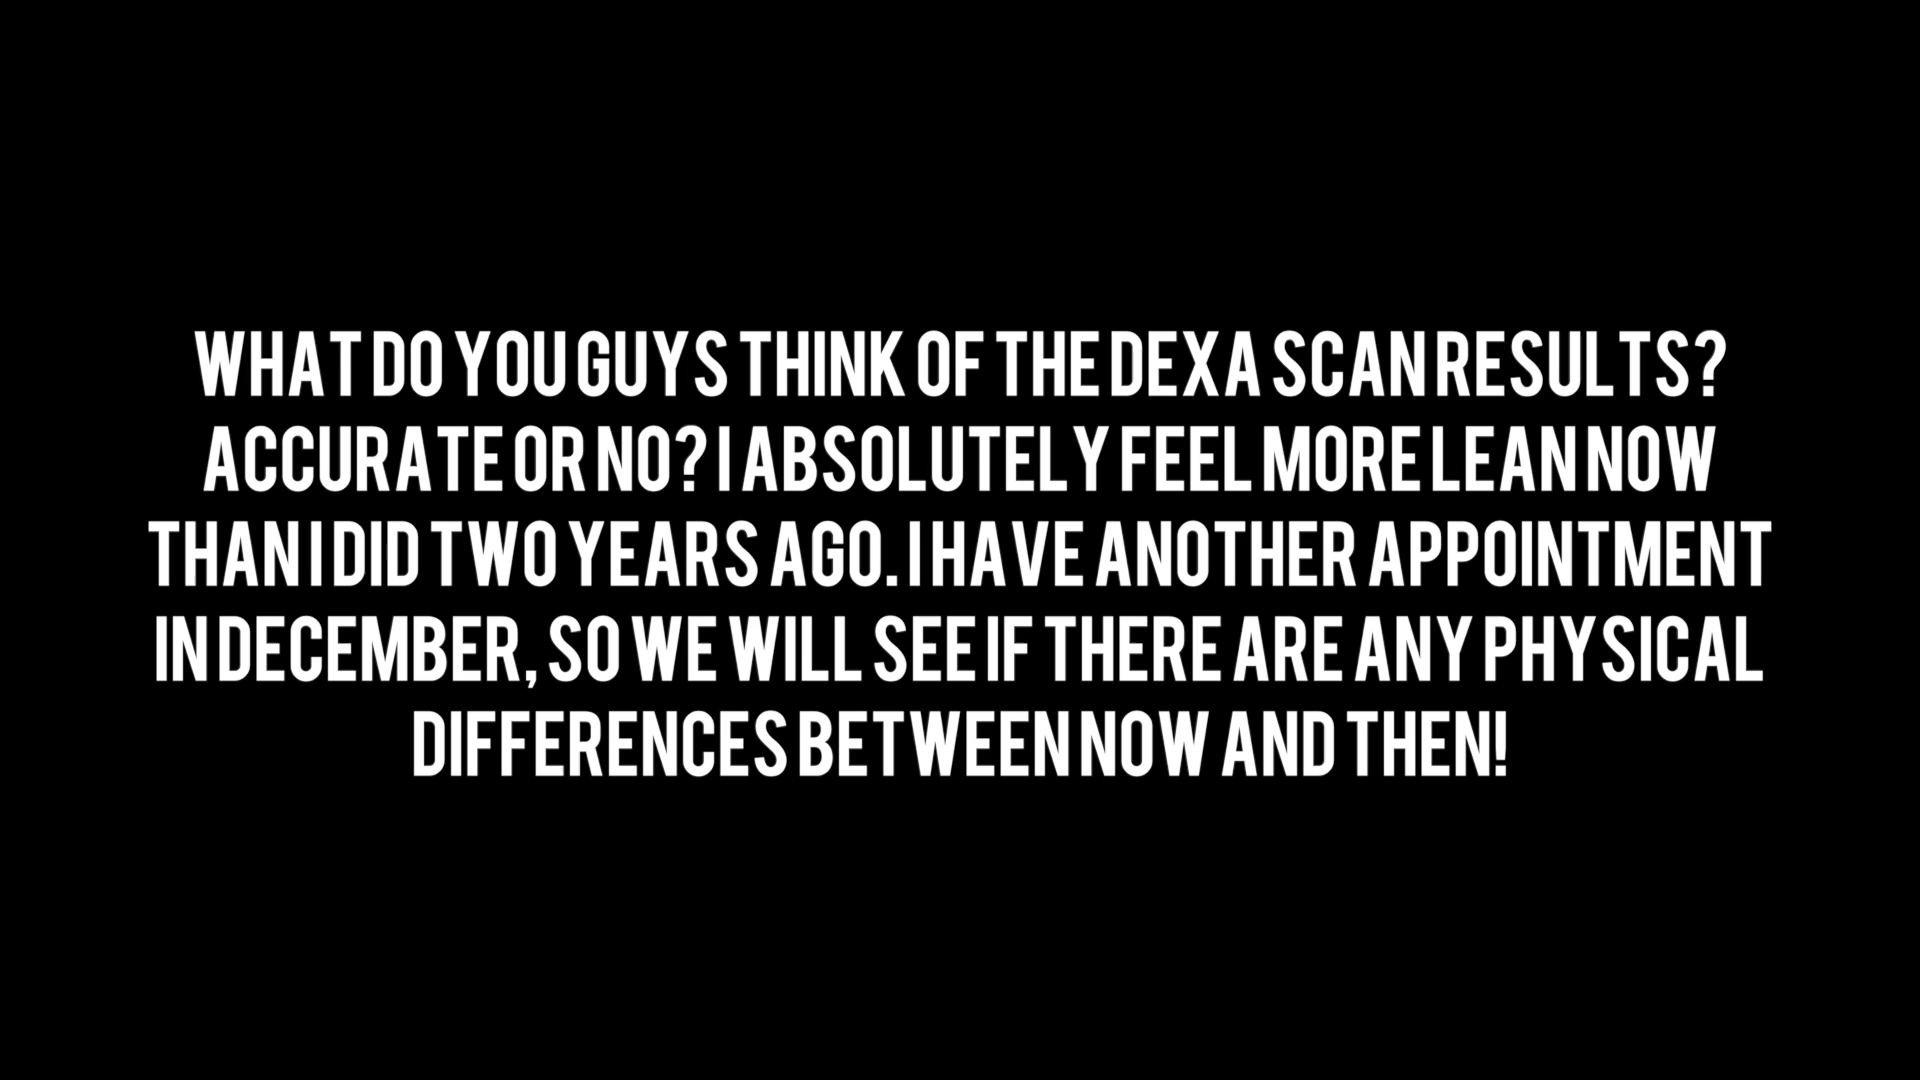 WHAT DO YOU GUYS THINK OF THE DEXA SCAN RESULTS?
ACCURATE OR NO? I ABSOLUTELY FEEL MORE LEAN NOW
THAN I DID TWO YEARS AGO. I HAVE ANOTHER APPOINTMENT
IN DECEMBER, SO WE WILL SEE IF THERE ARE ANY PHYSICAL
DIFFERENCES BETWEEN NOW AND THEN!